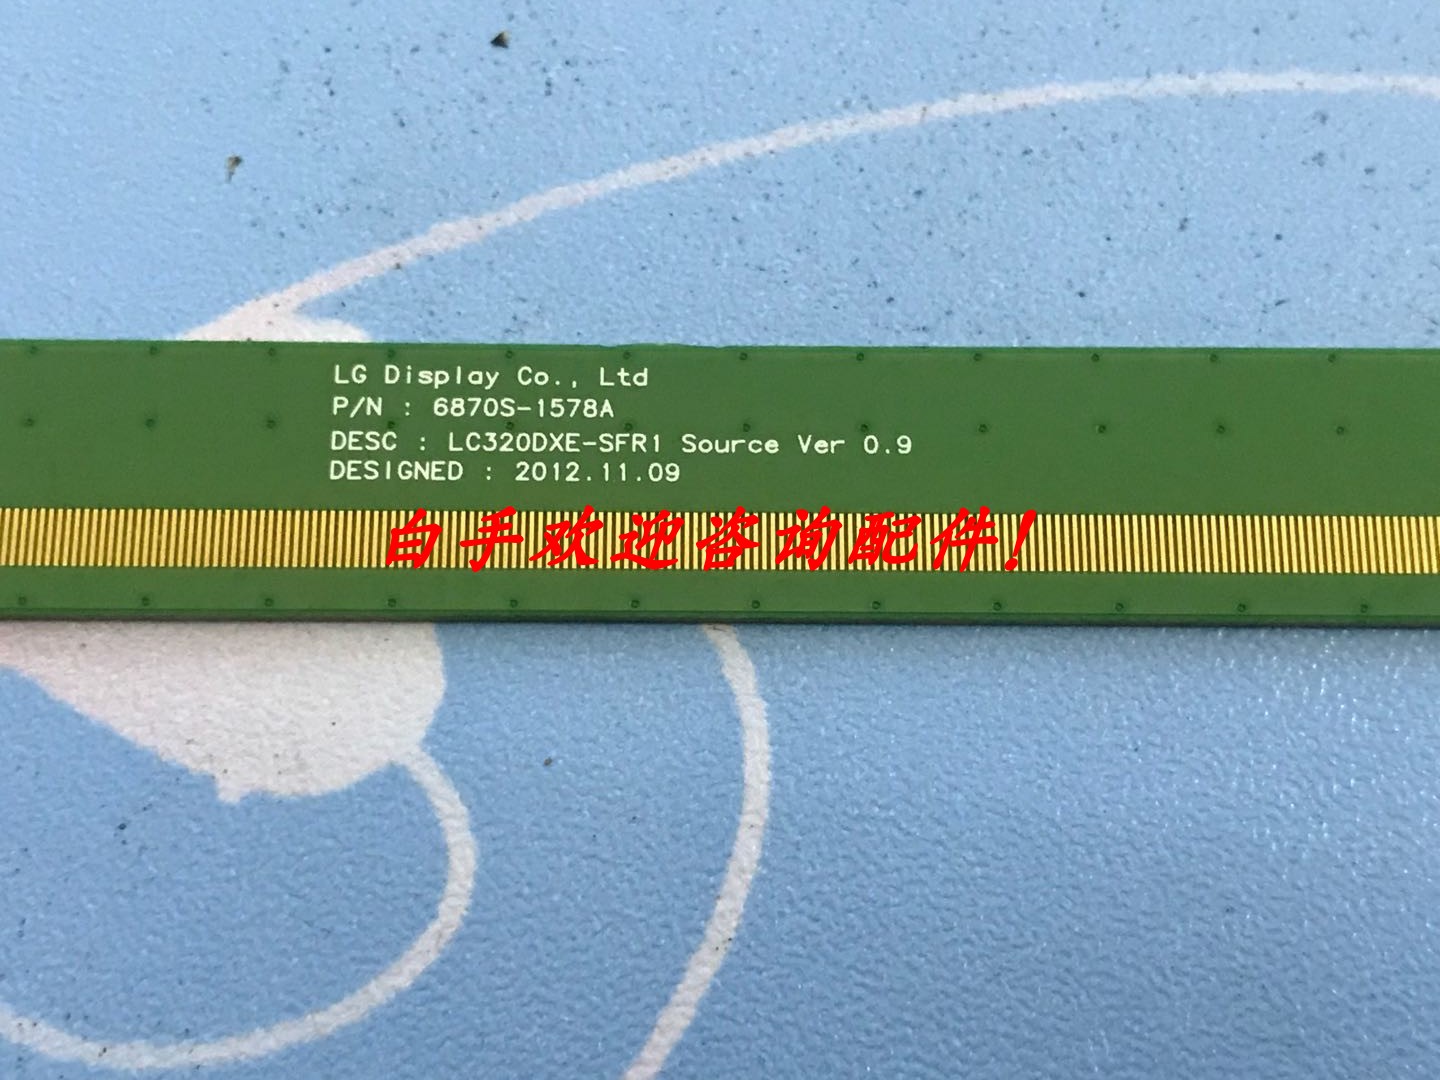 LG Display Co., Ltd
P/N : 6870S-1578A
DESC : LC320DXE-SFR1 Source Ver 0.9
DESIGNED : 2012.11.09
白手欢迎咨询配件!